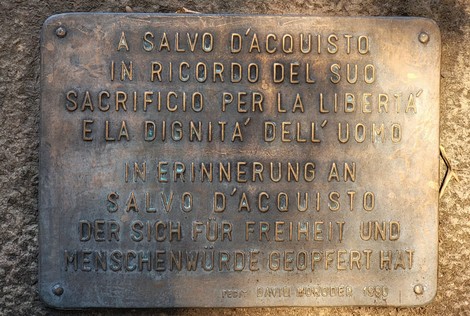 A SALVO D'ACQUISTO
IN RICORDO DEL SUO
SACRIFICIO PER LA LIBERTA'
E LA DIGNITA' DELL'UOMO
IN ERINNERUNG AN
SALVO D'ACQUISTO
DER SICH FÜR FREIHEIT UND
MENSCHENWÜRDE GEOPFERT HAT